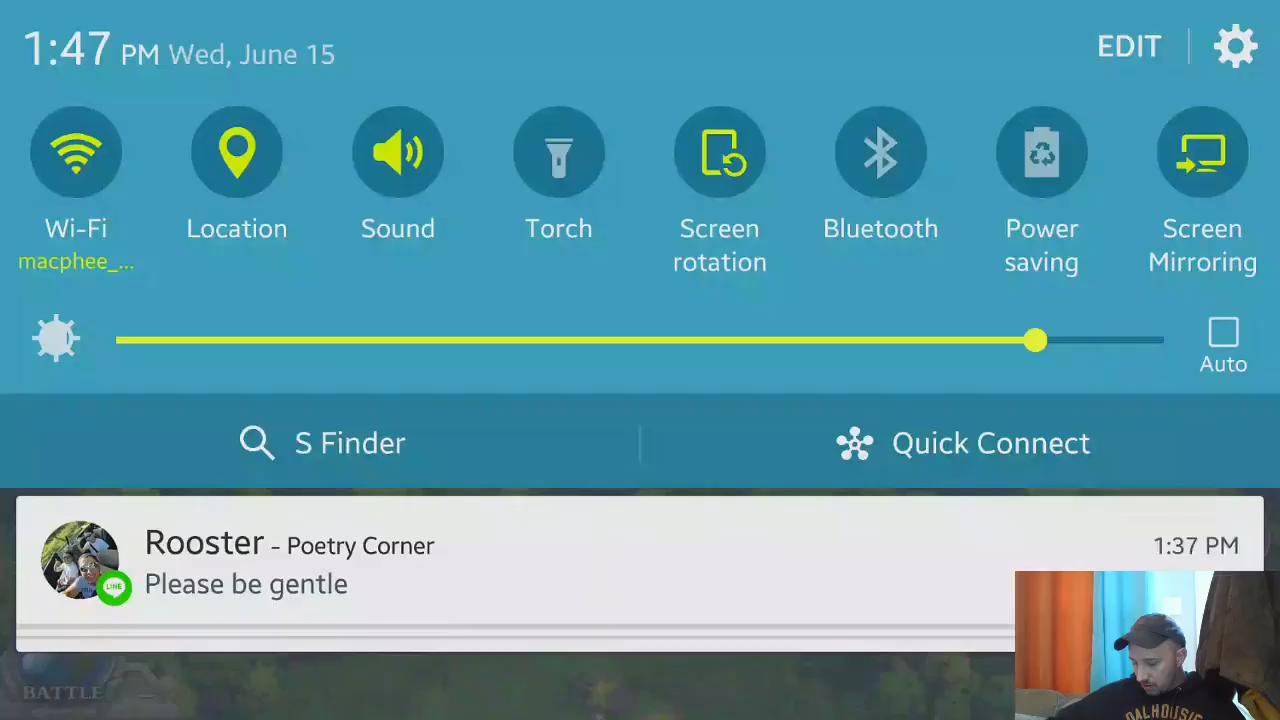 1:47 PM Wed, June 15
EDIT
Wi-Fi
macphee_...
Location
Sound
Torch
Screen rotation
Bluetooth
Power saving
Screen Mirroring
Auto
S Finder
Quick Connect
Rooster - Poetry Corner
1:37 PM
LINE
Please be gentle
BATTLE
DALHOUSIE